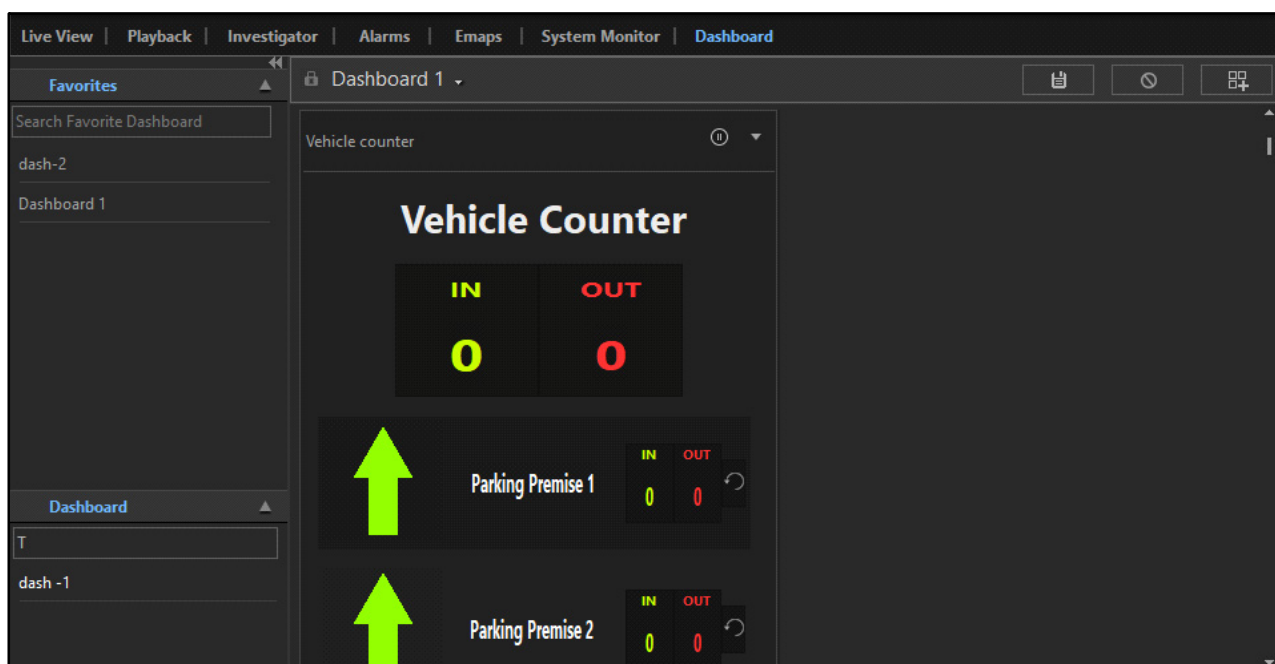 Live View | Playback | Investigator | Alarms | Emaps | System Monitor | Dashboard
Favorites
Search Favorite Dashboard
dash-2
Dashboard 1
Dashboard
T
dash -1
Dashboard 1
Vehicle counter
Vehicle Counter
IN OUT
0 0
Parking Premise 1
IN OUT
0 0
Parking Premise 2
IN OUT
0 0